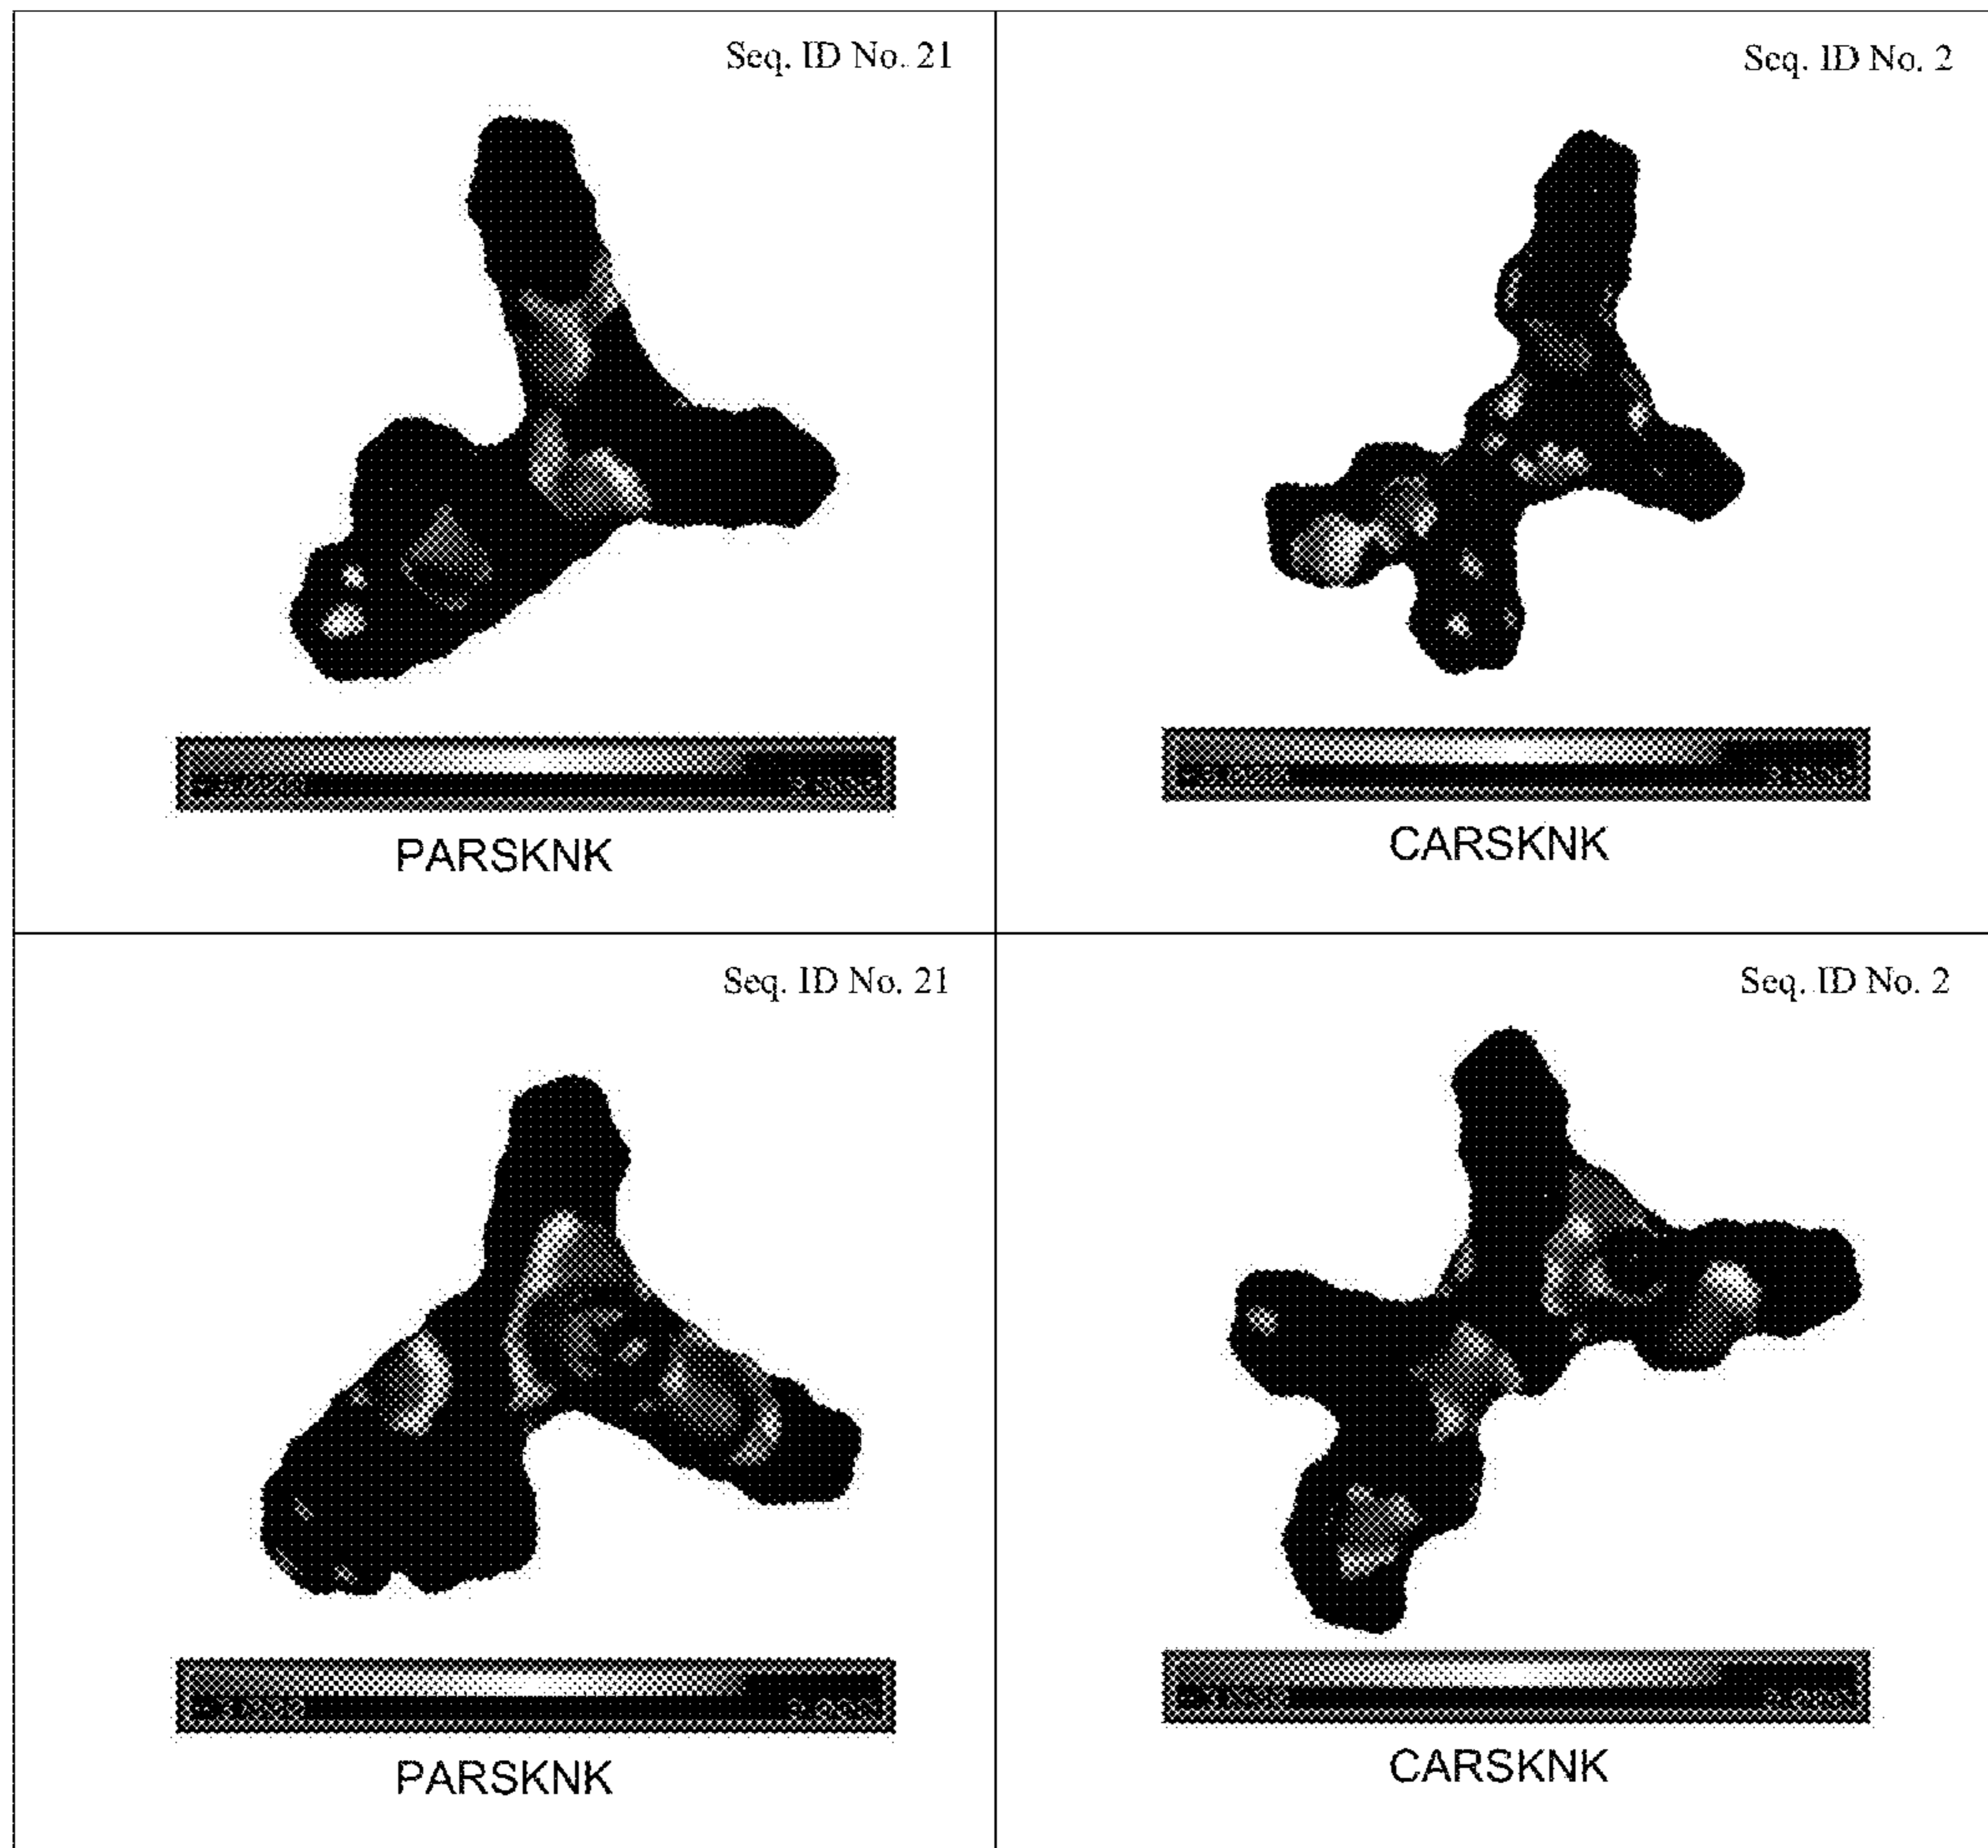 Seq. ID No. 21
PARSKNK
Seq. ID No. 2
CARSKNK
Seq. ID No. 21
PARSKNK
Seq. ID No. 2
CARSKNK